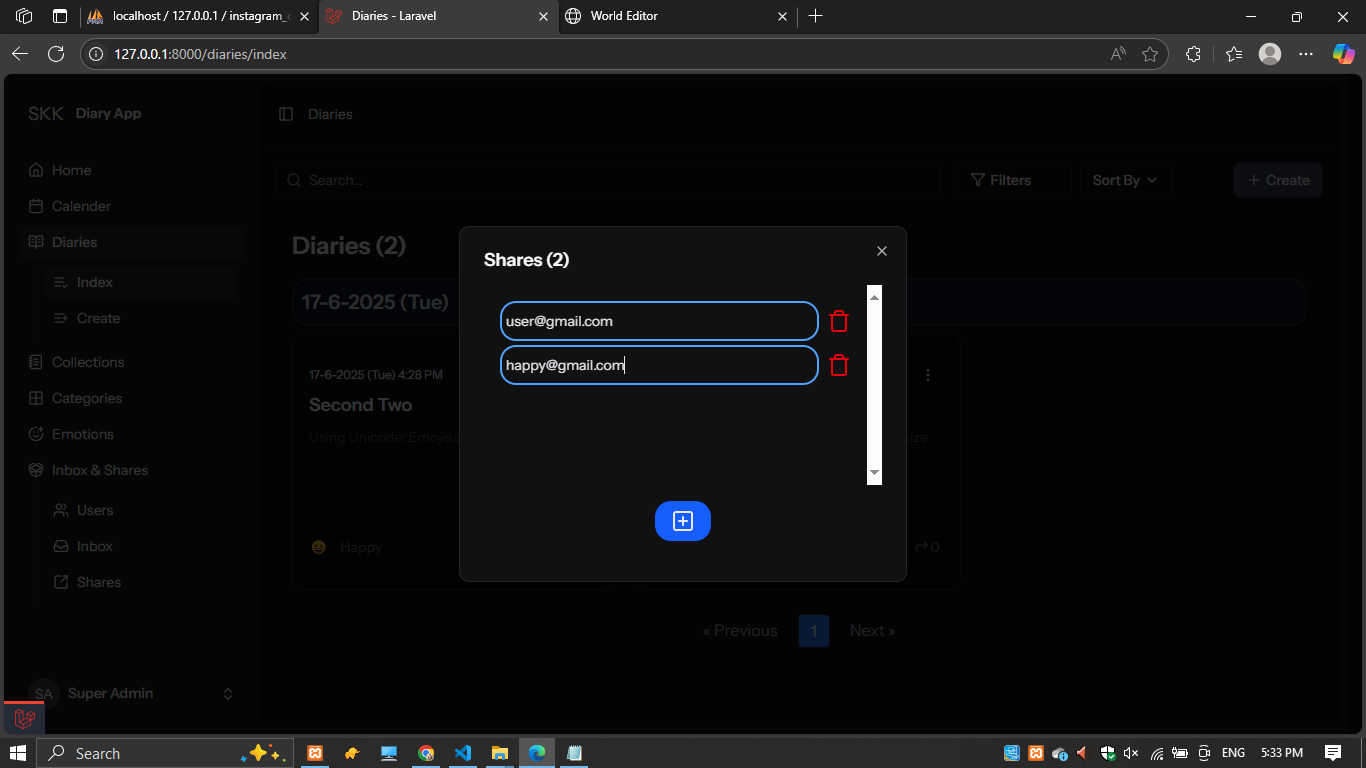 localhost / 127.0.0.1 / instagram_
Diaries - Laravel
World Editor
127.0.0.1:8000/diaries/index
SKK Diary App
Diaries
Home
Calender
Diaries
Index
Create
Collections
Categories
Emotions
Inbox & Shares
Users
Inbox
Shares
SA Super Admin
Search...
Filters
Sort By
+ Create
Diaries (2)
17-6-2025 (Tue)
17-6-2025 (Tue) 4:28 PM
Second Two
Using Unicode: Emojis
Happy
0
Shares (2)
user@gmail.com
happy@gmail.com
« Previous 1 Next »
Search
ENG
5:33 PM